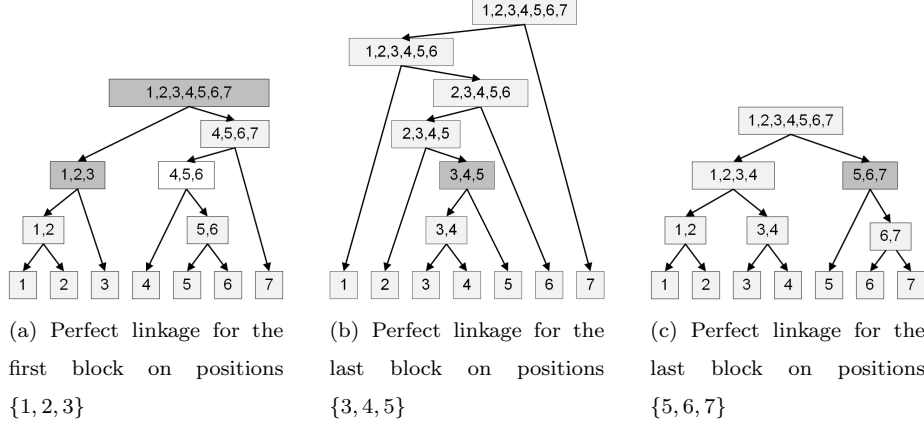 1,2,3,4,5,6,7
4,5,6,7
1,2,3
4,5,6
1,2
5,6
1 2 3 4 5 6 7
(a) Perfect linkage for the
first block on positions
{1, 2, 3}
1,2,3,4,5,6,7
1,2,3,4,5,6
2,3,4,5,6
2,3,4,5
3,4,5
3,4
1 2 3 4 5 6 7
(b) Perfect linkage for the
last block on positions
{3, 4, 5}
1,2,3,4,5,6,7
1,2,3,4
5,6,7
1,2
3,4
6,7
1 2 3 4 5 6 7
(c) Perfect linkage for the
last block on positions
{5, 6, 7}